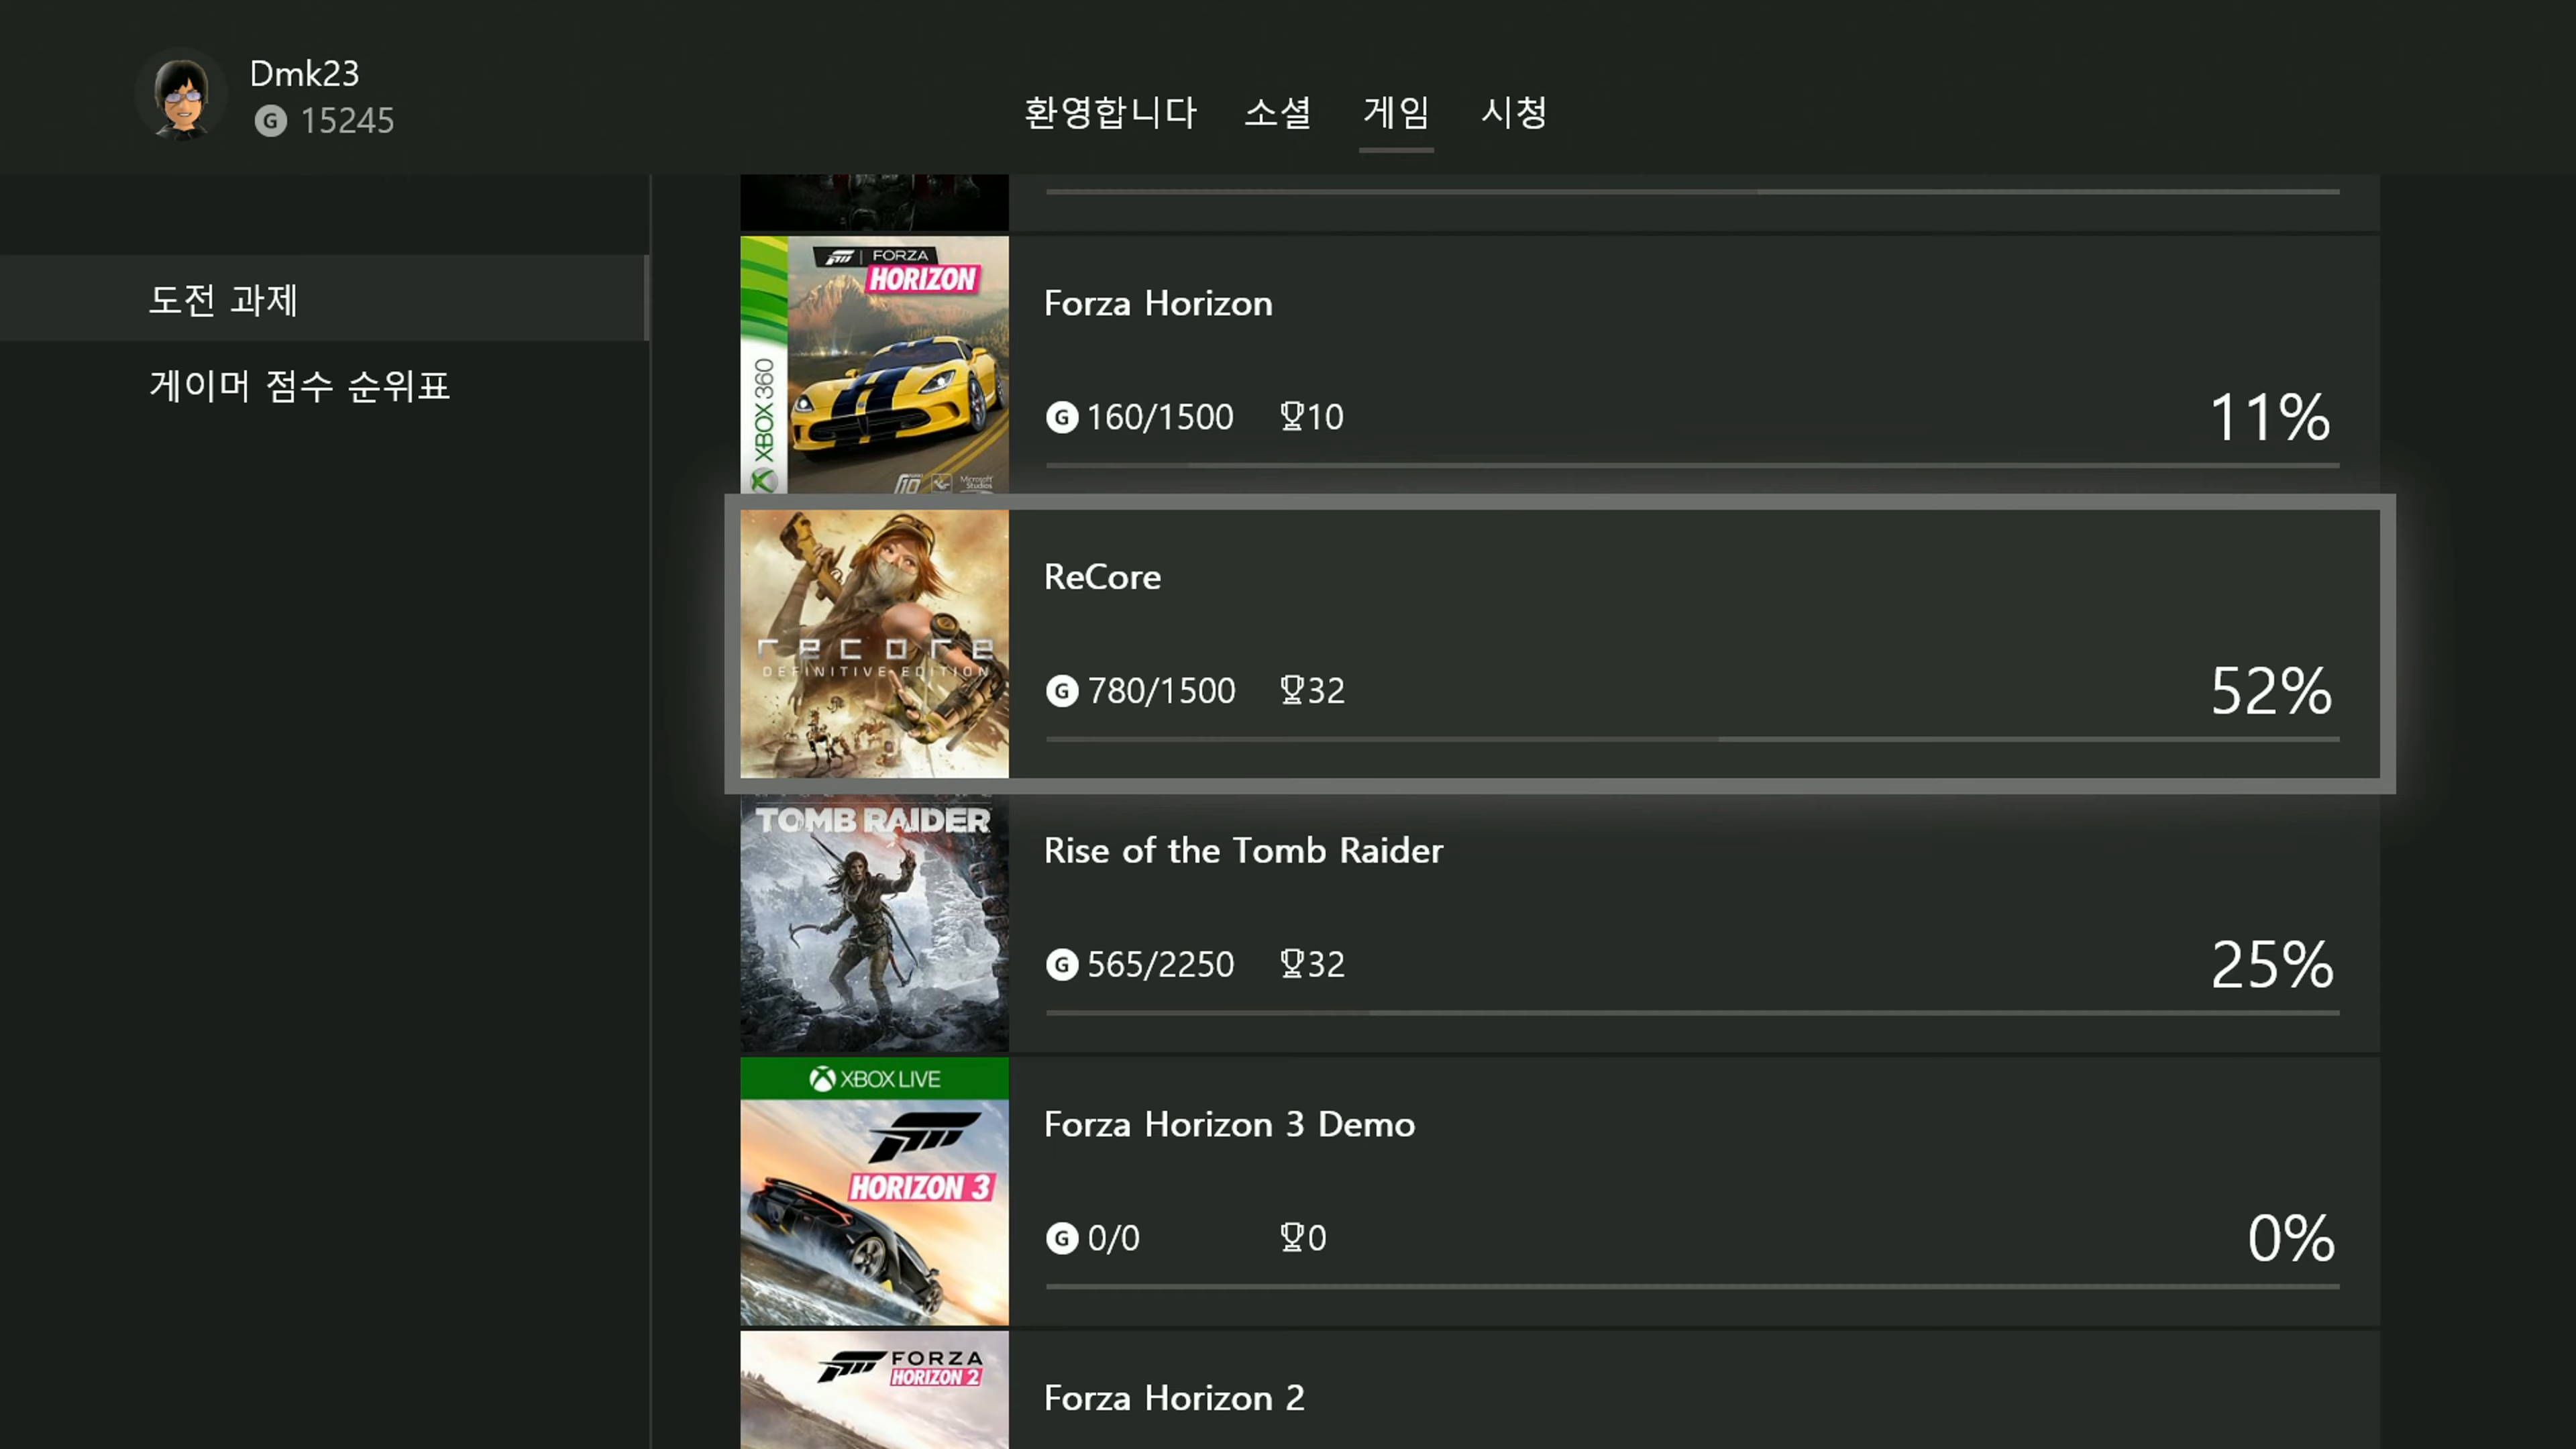 Dmk23
G 15245
환영합니다 소셜 게임 시청
도전 과제
게이머 점수 순위표
FORZA
HORIZON
XBOX 360
Microsoft
Studios
Forza Horizon
G 160/1500 10
11%
recore
DEFINITIVE EDITION
ReCore
G 780/1500 32
52%
TOMB RAIDER
Rise of the Tomb Raider
G 565/2250 32
25%
XBOX LIVE
HORIZON 3
Forza Horizon 3 Demo
G 0/0 0
0%
FORZA
HORIZON 2
Forza Horizon 2